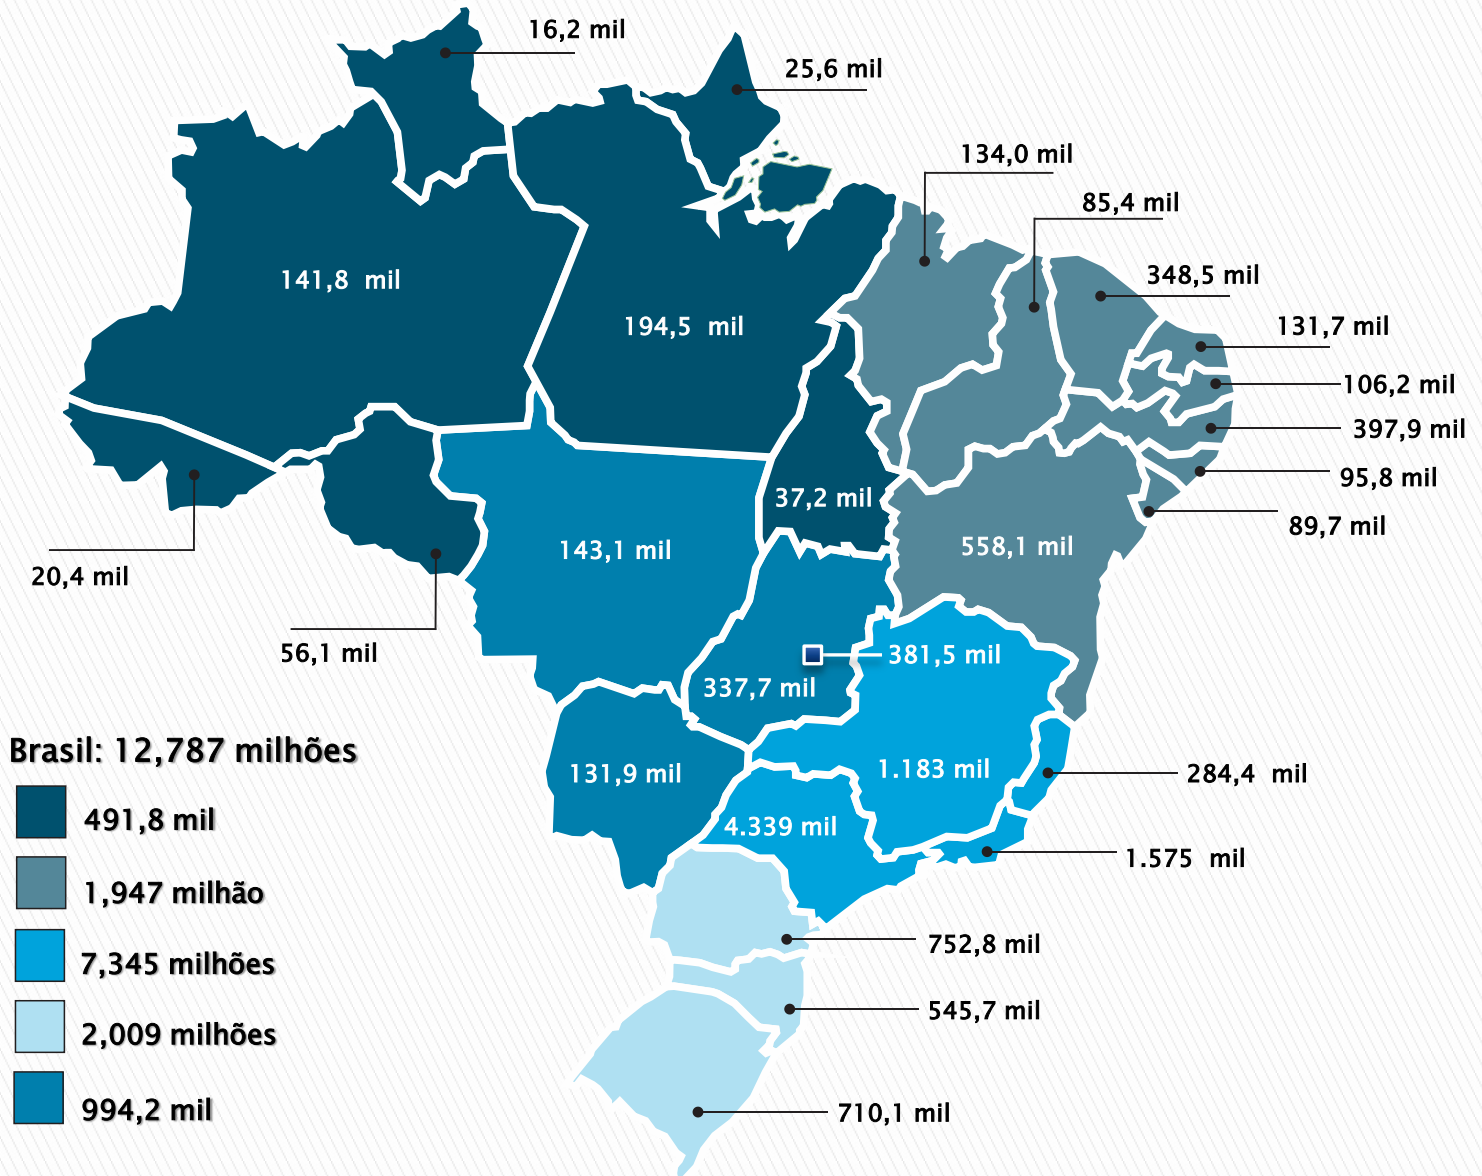 16,2 mil
25,6 mil
134,0 mil
85,4 mil
348,5 mil
141,8 mil
194,5 mil
131,7 mil
106,2 mil
397,9 mil
95,8 mil
37,2 mil
89,7 mil
558,1 mil
143,1 mil
20,4 mil
56,1 mil
381,5 mil
337,7 mil
Brasil: 12,787 milhões
131,9 mil
1.183 mil
284,4 mil
491,8 mil
4.339 mil
1.575 mil
1,947 milhão
752,8 mil
7,345 milhões
545,7 mil
2,009 milhões
994,2 mil
710,1 mil